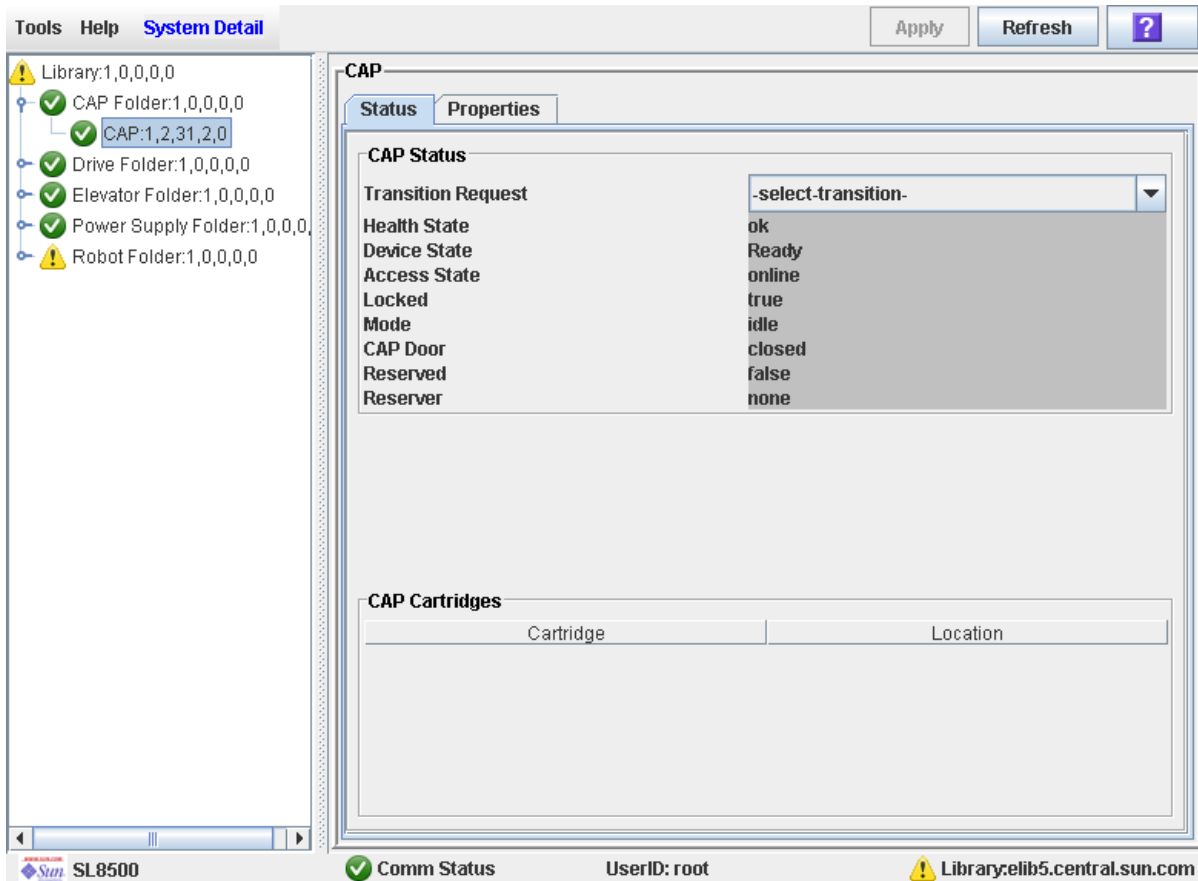 Tools Help System Detail Apply Refresh ?
Library:1,0,0,0,0
CAP Folder:1,0,0,0,0
CAP:1,2,31,2,0
Drive Folder:1,0,0,0,0
Elevator Folder:1,0,0,0,0
Power Supply Folder:1,0,0,0,
Robot Folder:1,0,0,0,0
CAP
Status Properties
CAP Status
Transition Request -select-transition-
Health State ok
Device State Ready
Access State online
Locked true
Mode idle
CAP Door closed
Reserved false
Reserver none
CAP Cartridges
Cartridge Location
Sun SL8500 Comm Status UserID: root Library:elib5.central.sun.com